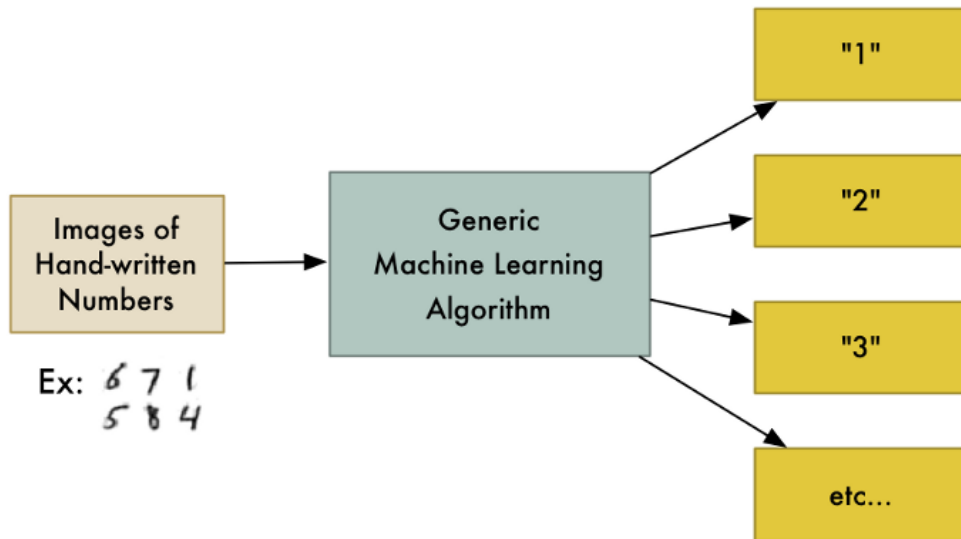 Images of
Hand-written
Numbers
Ex: 6 7 1
5 8 4
Generic
Machine Learning
Algorithm
"1"
"2"
"3"
etc...